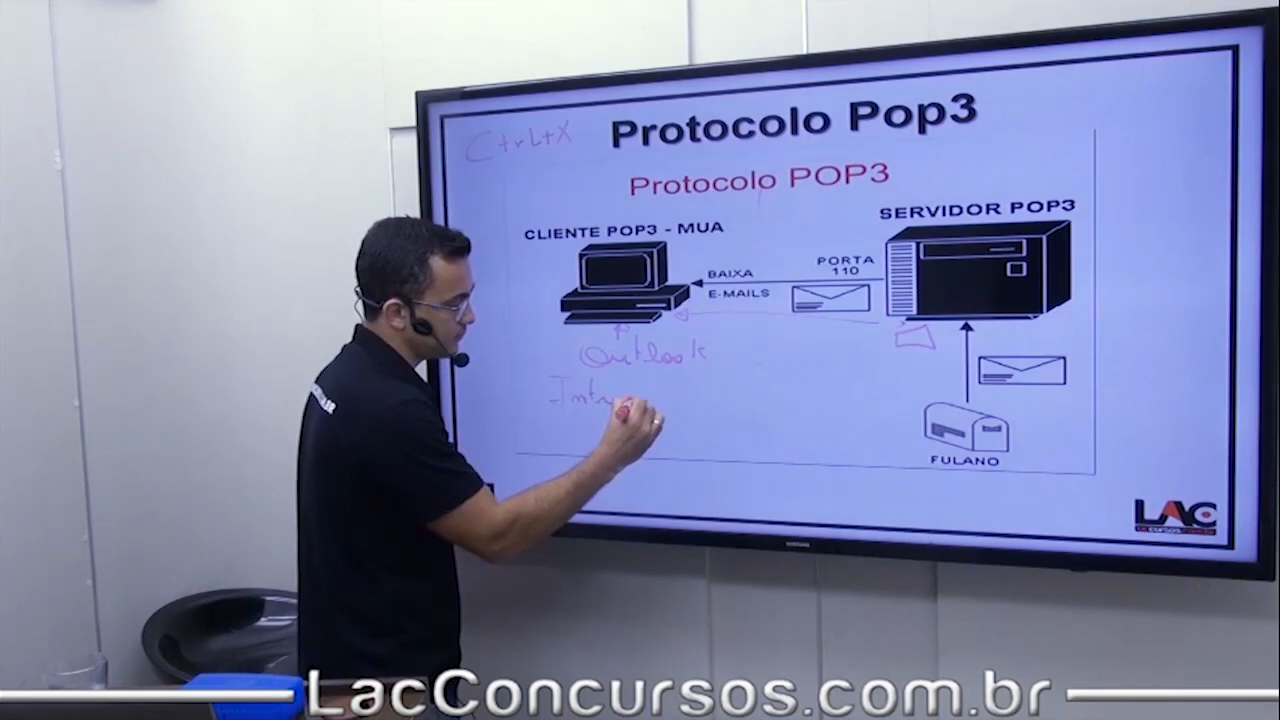 Protocolo Pop3
Ctrl+X
Protocolo POP3
SERVIDOR POP3
CLIENTE POP3 - MUA
PORTA
110
BAIXA
E-MAILS
Outlook
FULANO
LAC
SAMSUNG
LacConcursos.com.br